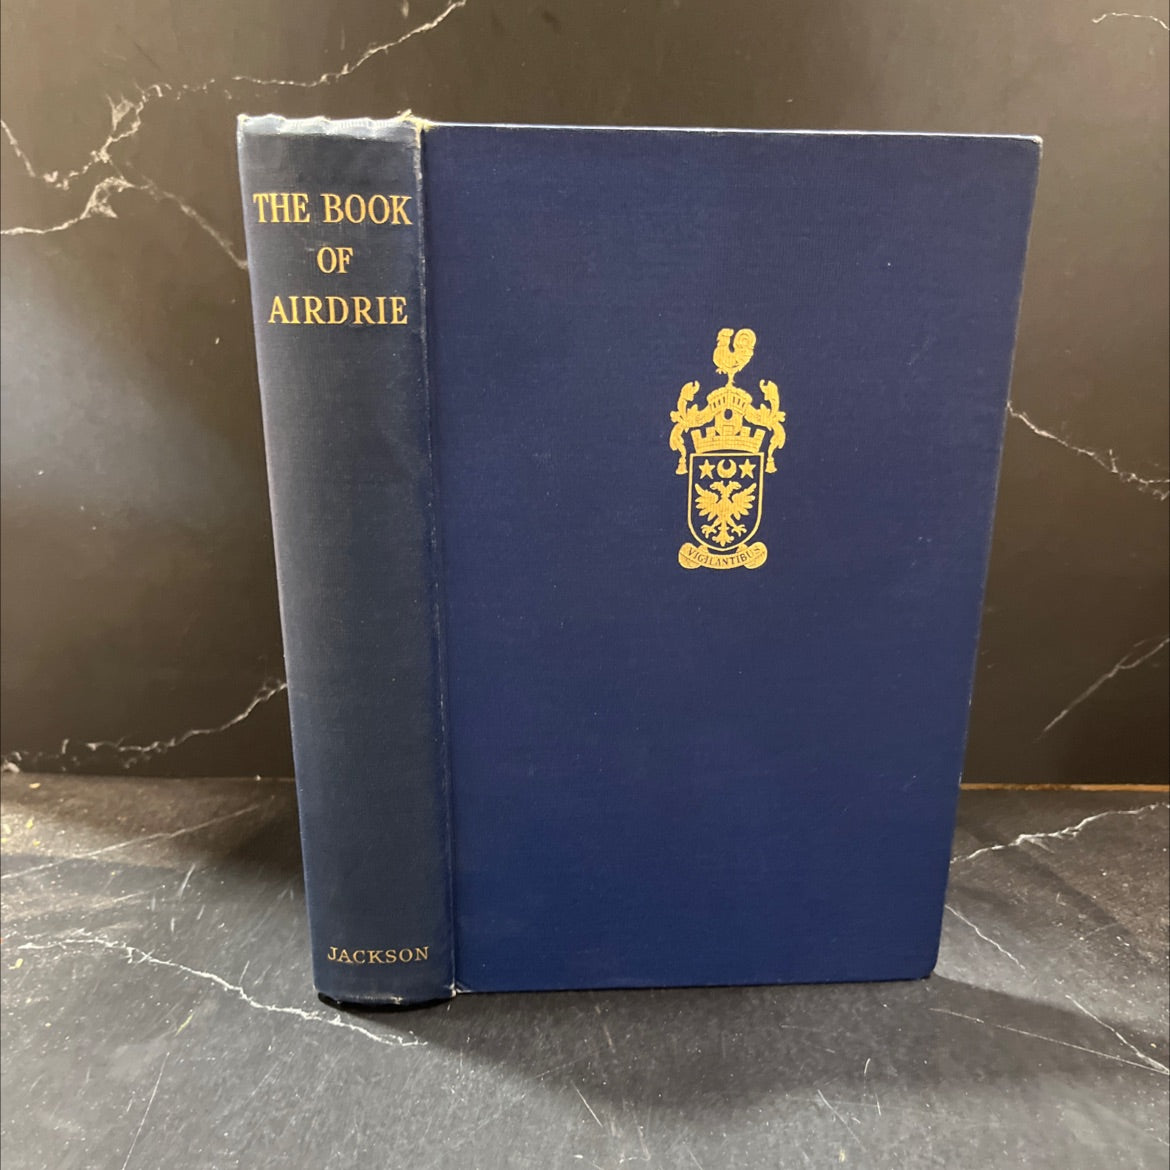 THE BOOK
OF
AIRDRIE
JACKSON
VIGILANTIBUS